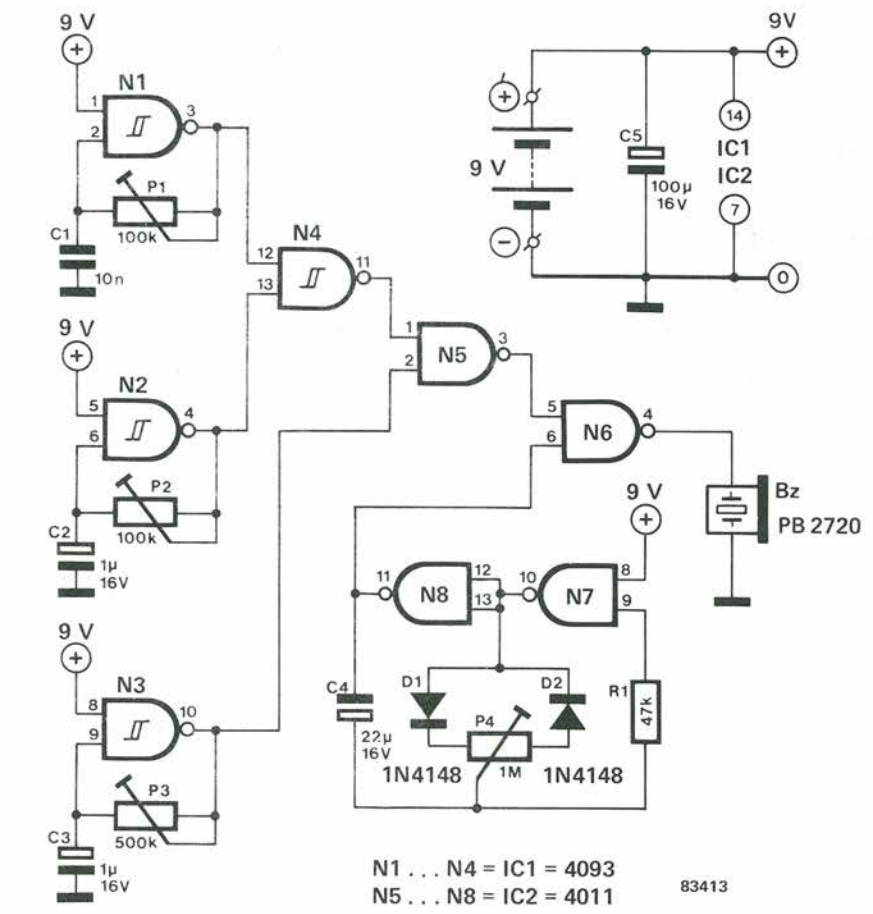 9 V
N1
1
2
3
P1
100k
C1
10n
N4
12
13
11
9 V
N2
5
6
4
P2
100k
C2
1µ
16V
9 V
N3
8
9
10
P3
500k
C3
1µ
16V
9V
+
9 V
−
C5
100µ
16V
14
IC1
IC2
7
0
1
2
N5
3
5
6
N6
4
Bz
PB 2720
9 V
11
N8
12
13
10
N7
8
9
R1
47k
C4
22µ
16V
D1
D2
P4
1M
1N4148
1N4148
N1 . . . N4 = IC1 = 4093
N5 . . . N8 = IC2 = 4011
83413